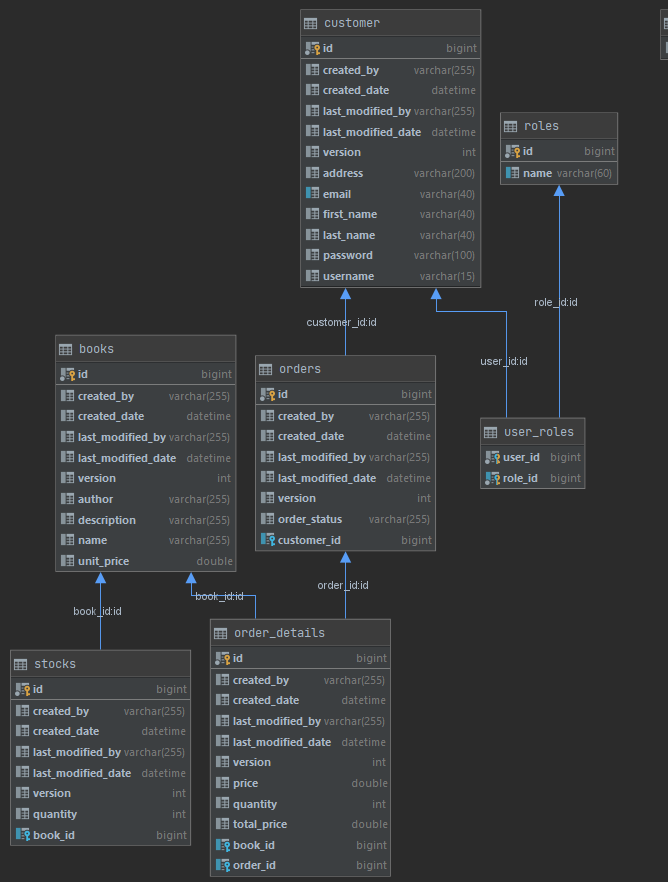 customer
id bigint
created_by varchar(255)
created_date datetime
last_modified_by varchar(255)
last_modified_date datetime
version int
address varchar(200)
email varchar(40)
first_name varchar(40)
last_name varchar(40)
password varchar(100)
username varchar(15)
roles
id bigint
name varchar(60)
role_id:id
customer_id:id
user_id:id
books
id bigint
created_by varchar(255)
created_date datetime
last_modified_by varchar(255)
last_modified_date datetime
version int
author varchar(255)
description varchar(255)
name varchar(255)
unit_price double
orders
id bigint
created_by varchar(255)
created_date datetime
last_modified_by varchar(255)
last_modified_date datetime
version int
order_status varchar(255)
customer_id bigint
user_roles
user_id bigint
role_id bigint
book_id:id
book_id:id
order_id:id
stocks
id bigint
created_by varchar(255)
created_date datetime
last_modified_by varchar(255)
last_modified_date datetime
version int
quantity int
book_id bigint
order_details
id bigint
created_by varchar(255)
created_date datetime
last_modified_by varchar(255)
last_modified_date datetime
version int
price double
quantity int
total_price double
book_id bigint
order_id bigint